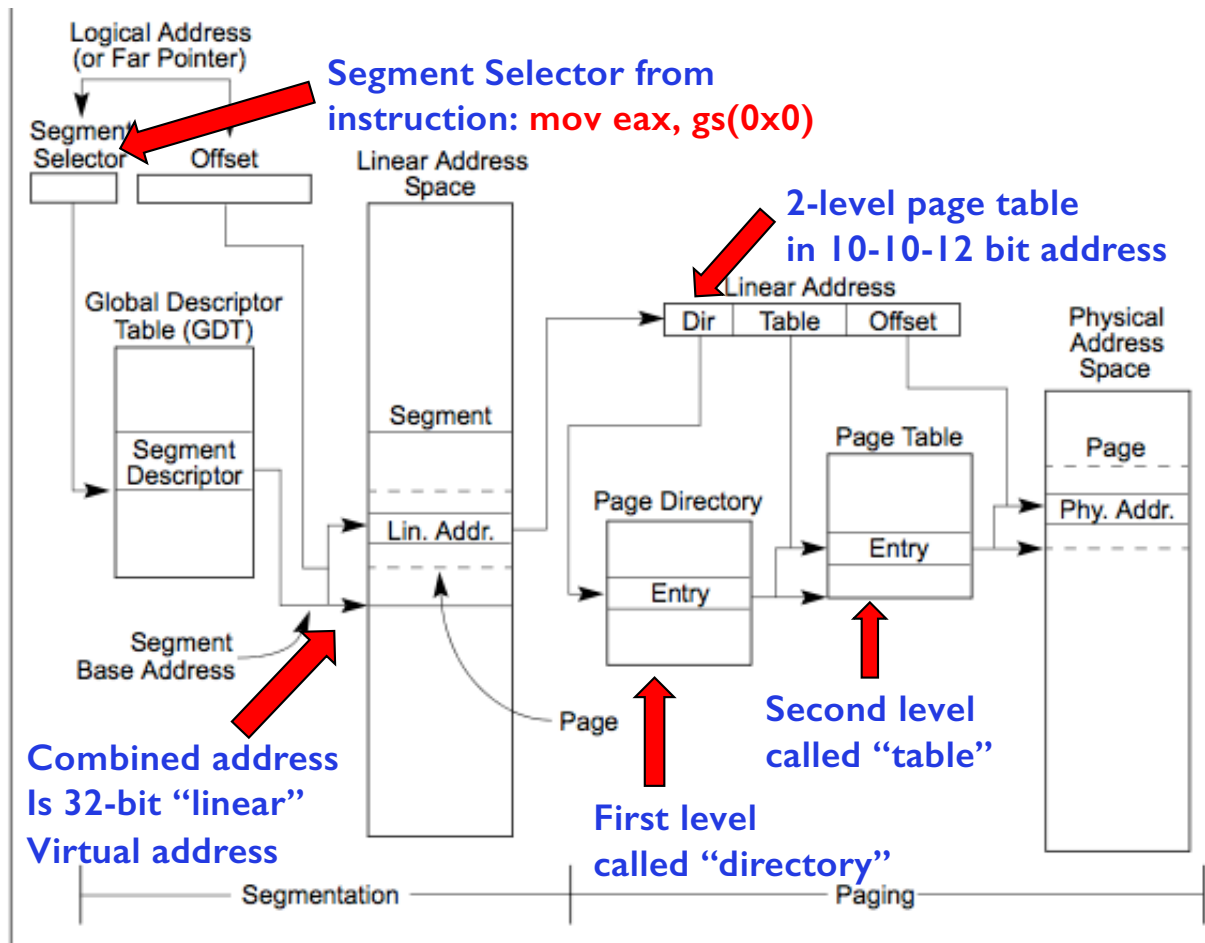 Logical Address
(or Far Pointer)
Segment Selector from
instruction: mov eax, gs(0x0)
Segment
Selector
Offset
Linear Address
Space
2-level page table
in 10-10-12 bit address
Linear Address
Dir
Table
Offset
Global Descriptor
Table (GDT)
Physical
Address
Space
Segment
Segment
Descriptor
Page Table
Page
Page Directory
Lin. Addr.
Phy. Addr.
Entry
Entry
Segment
Base Address
Page
Second level
called “table”
Combined address
Is 32-bit “linear”
Virtual address
First level
called “directory”
Segmentation
Paging